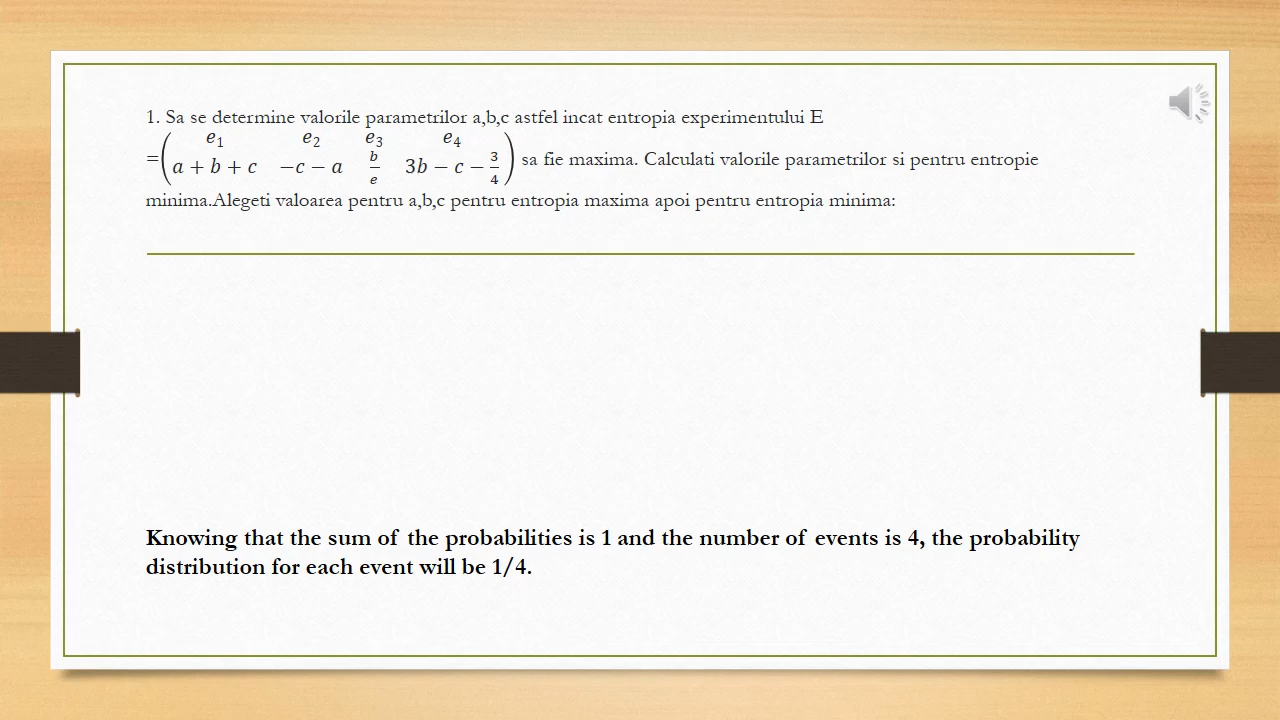 1. Sa se determine valorile parametrilor a,b,c astfel incat entropia experimentului E
=(e₁ e₂ e₃ e₄
a + b + c −c − a b/e 3b − c − 3/4) sa fie maxima. Calculati valorile parametrilor si pentru entropie
minima.Alegeti valoarea pentru a,b,c pentru entropia maxima apoi pentru entropia minima:
Knowing that the sum of the probabilities is 1 and the number of events is 4, the probability
distribution for each event will be 1/4.